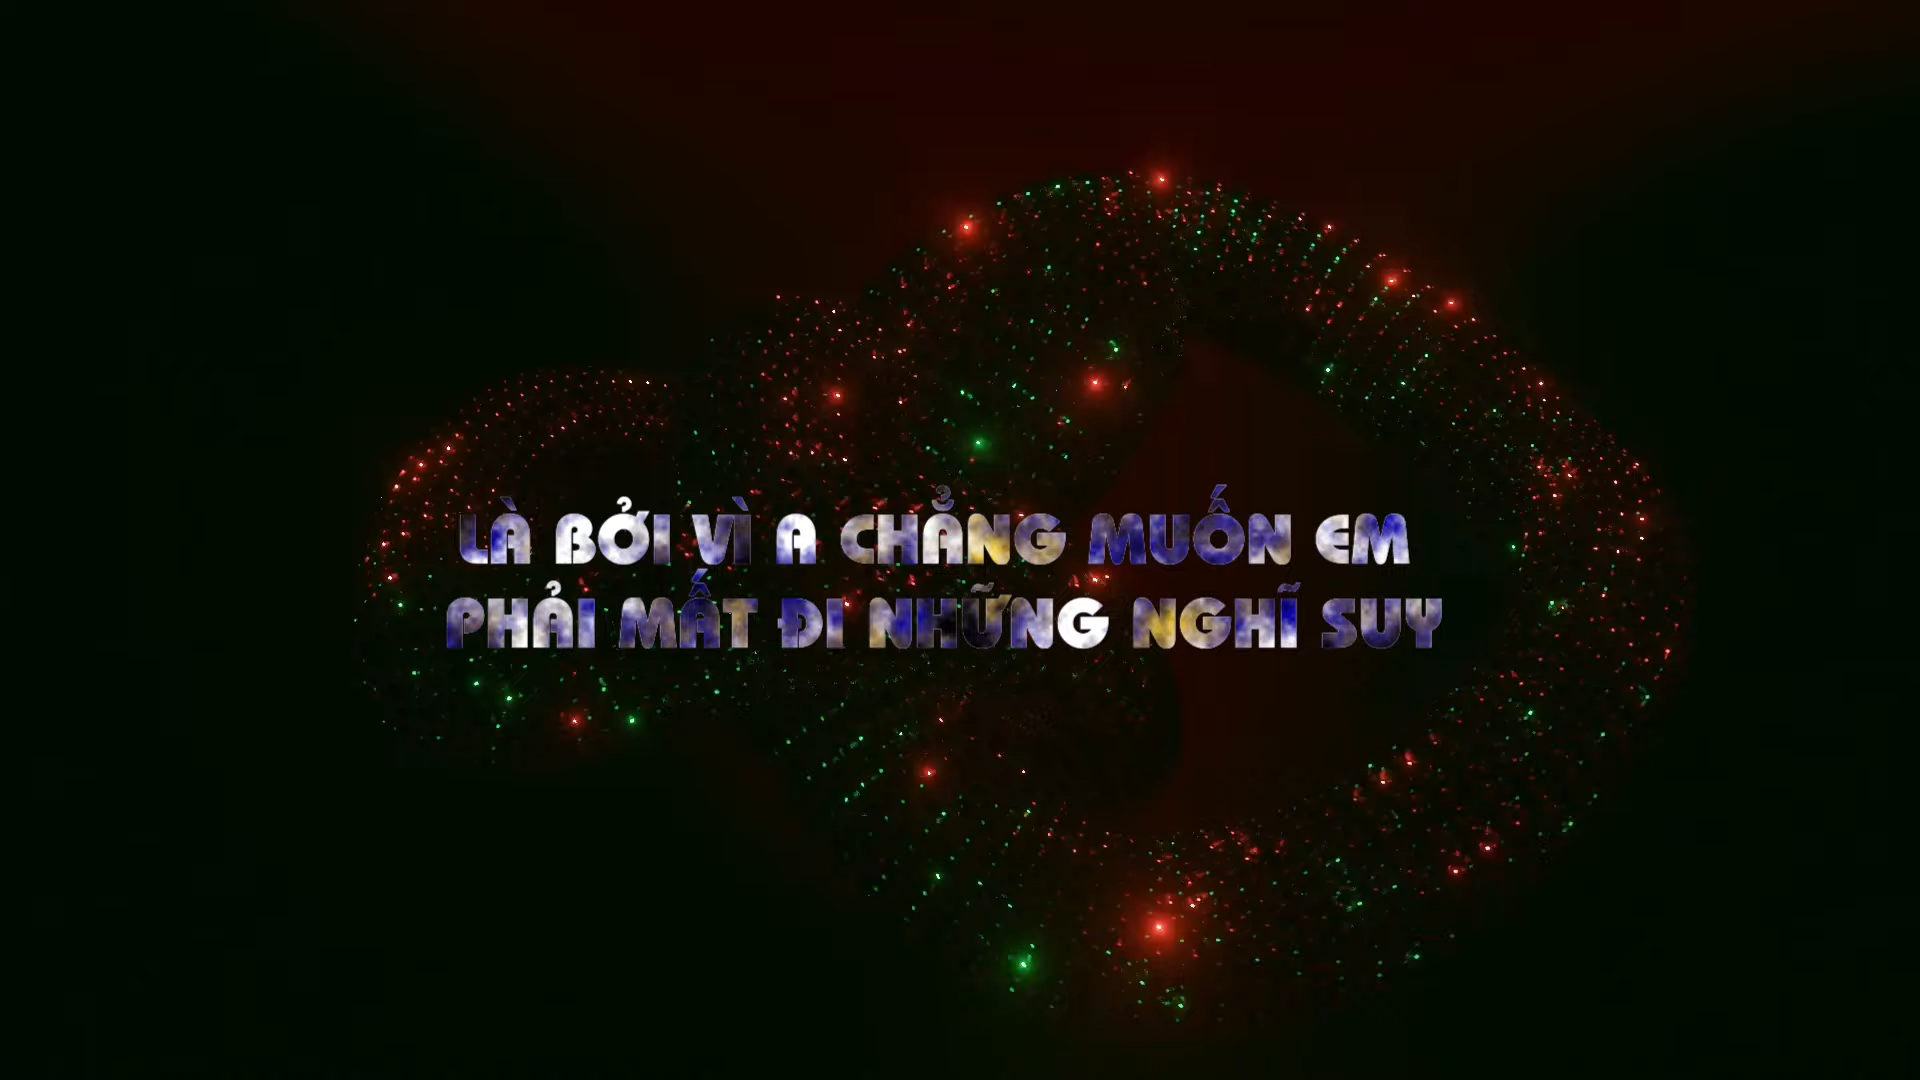 LÀ BỞI VÌ A CHẲNG MUỐN EM
PHẢI MẤT ĐI NHỮNG NGHĨ SUY